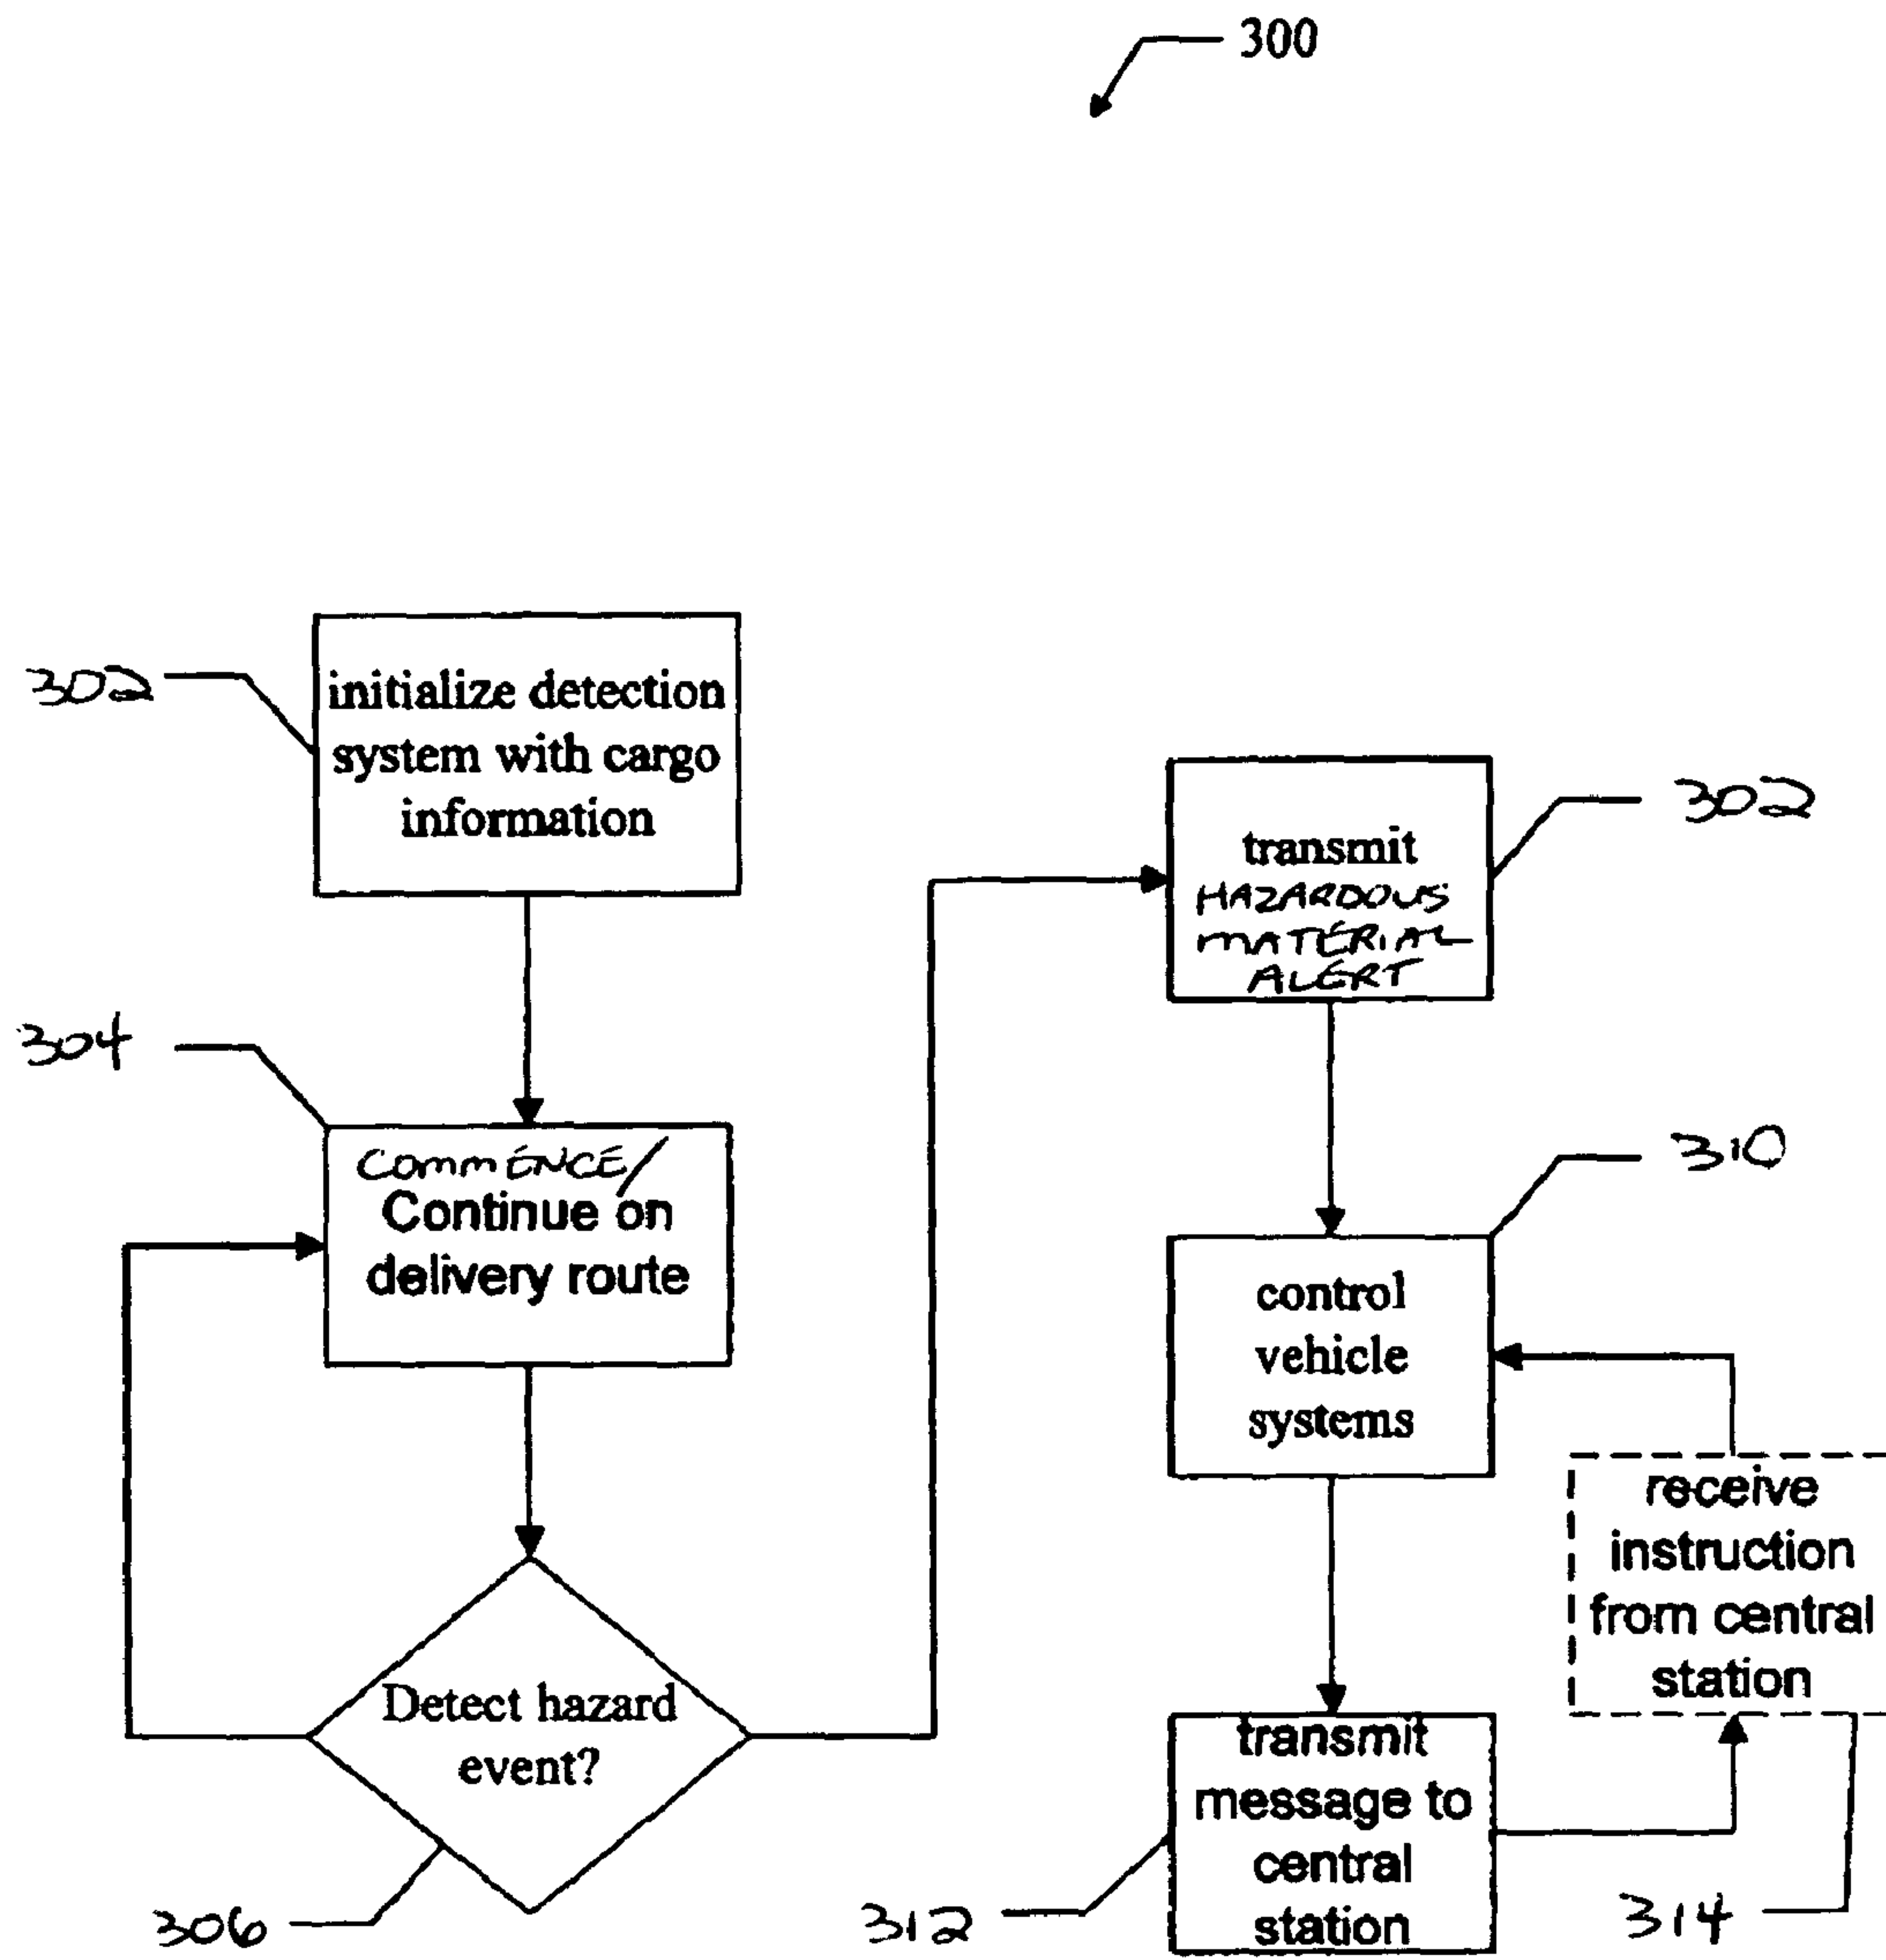 300
302
initialize detection
system with cargo
information
304
COMMENCE/
Continue on
delivery route
306
Detect hazard
event?
302
transmit
HAZARDOUS
MATERIAL
ALERT
310
control
vehicle
systems
312
transmit
message to
central
station
314
receive
instruction
from central
station